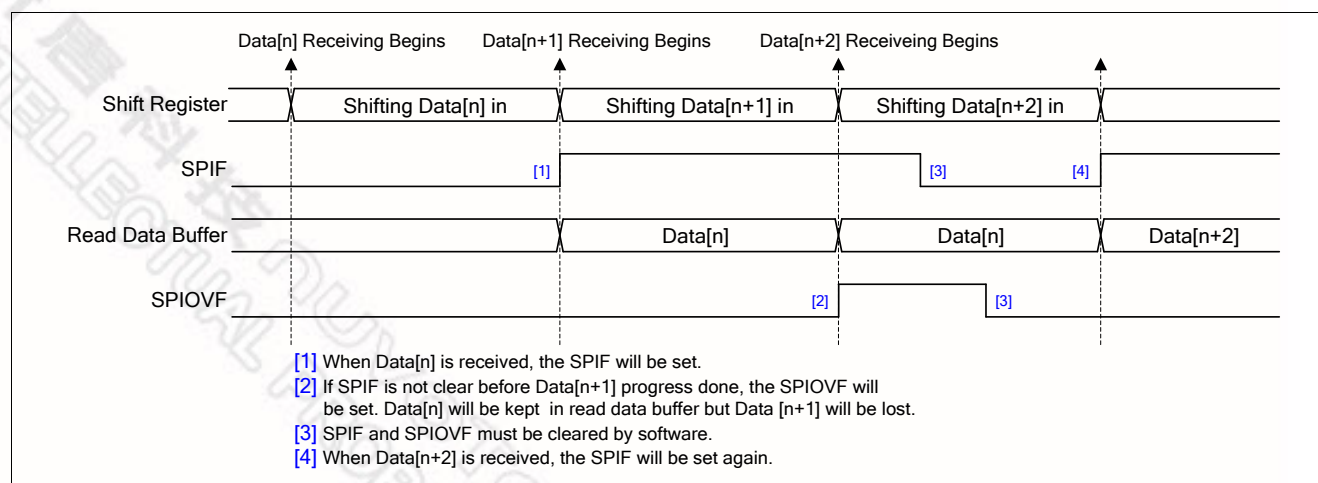 Data[n] Receiving Begins Data[n+1] Receiving Begins Data[n+2] Receiveing Begins
Shift Register Shifting Data[n] in Shifting Data[n+1] in Shifting Data[n+2] in
SPIF [1] [3] [4]
Read Data Buffer Data[n] Data[n] Data[n+2]
SPIOVF [2] [3]
[1] When Data[n] is received, the SPIF will be set.
[2] If SPIF is not clear before Data[n+1] progress done, the SPIOVF will
be set. Data[n] will be kept in read data buffer but Data [n+1] will be lost.
[3] SPIF and SPIOVF must be cleared by software.
[4] When Data[n+2] is received, the SPIF will be set again.